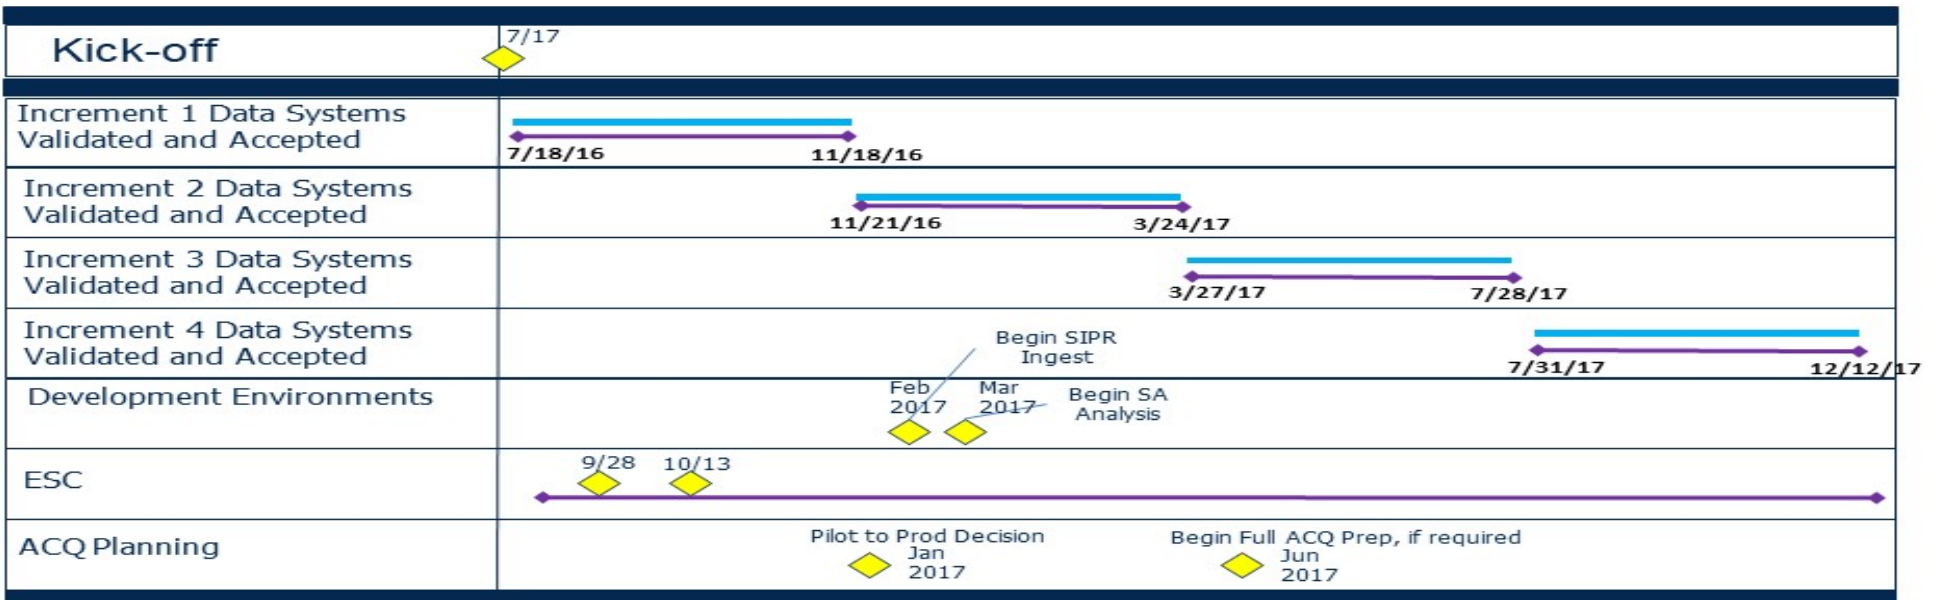 Kick-off
7/17
Increment 1 Data Systems
Validated and Accepted
7/18/16
11/18/16
Increment 2 Data Systems
Validated and Accepted
11/21/16
3/24/17
Increment 3 Data Systems
Validated and Accepted
3/27/17
7/28/17
Increment 4 Data Systems
Validated and Accepted
7/31/17
12/12/17
Begin SIPR
Ingest
Development Environments
Feb
2017
Mar
2017
Begin SA
Analysis
ESC
9/28
10/13
ACQ Planning
Pilot to Prod Decision
Jan
2017
Begin Full ACQ Prep, if required
Jun
2017